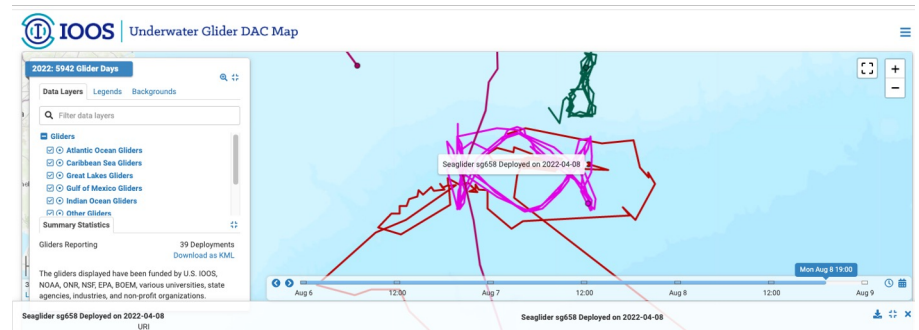 IOOS Underwater Glider DAC Map
2022: 5942 Glider Days
Data Layers Legends Backgrounds
Filter data layers
Gliders
Atlantic Ocean Gliders
Caribbean Sea Gliders
Great Lakes Gliders
Gulf of Mexico Gliders
Indian Ocean Gliders
Other Gliders
Summary Statistics
Gliders Reporting 39 Deployments
Download as KML
The gliders displayed have been funded by U.S. IOOS,
NOAA, ONR, NSF, EPA, BOEM, various universities, state
agencies, industries, and non-profit organizations.
Seaglider sg658 Deployed on 2022-04-08
+
−
Mon Aug 8 19:00
Aug 6 12:00 Aug 7 12:00 Aug 8 12:00 Aug 9
Seaglider sg658 Deployed on 2022-04-08
URI
Seaglider sg658 Deployed on 2022-04-08